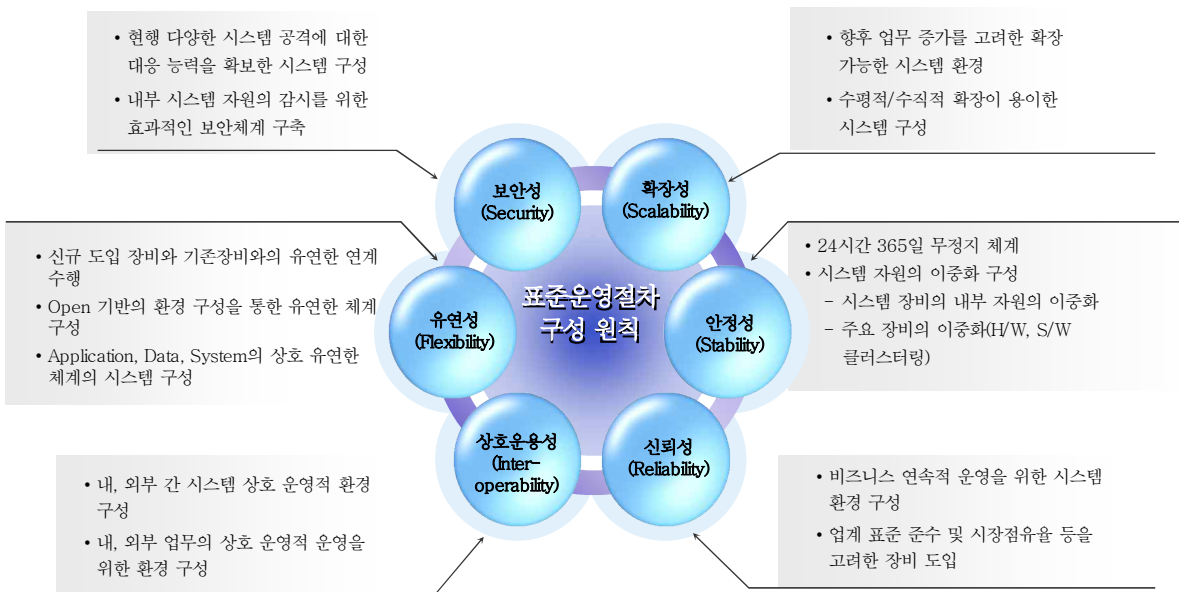 • 현행 다양한 시스템 공격에 대한
대응 능력을 확보한 시스템 구성
• 내부 시스템 자원의 감시를 위한
효과적인 보안체계 구축
• 향후 업무 증가를 고려한 확장
가능한 시스템 환경
• 수평적/수직적 확장이 용이한
시스템 구성
보안성
(Security)
확장성
(Scalability)
• 신규 도입 장비와 기존장비와의 유연한 연계
수행
• Open 기반의 환경 구성을 통한 유연한 체계
구성
• Application, Data, System의 상호 유연한
체계의 시스템 구성
유연성
(Flexibility)
표준운영절차
구성 원칙
안정성
(Stability)
• 24시간 365일 무정지 체계
• 시스템 자원의 이중화 구성
- 시스템 장비의 내부 자원의 이중화
- 주요 장비의 이중화(H/W, S/W
클러스터링)
상호운용성
(Inter-
operability)
신뢰성
(Reliability)
• 내, 외부 간 시스템 상호 운영적 환경
구성
• 내, 외부 업무의 상호 운영적 운영을
위한 환경 구성
• 비즈니스 연속적 운영을 위한 시스템
환경 구성
• 업계 표준 준수 및 시장점유율 등을
고려한 장비 도입